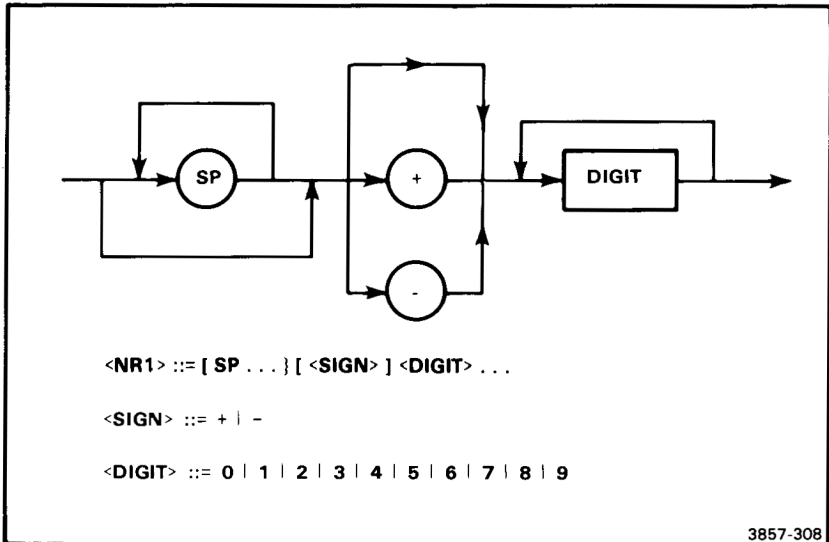 SP
+
DIGIT
-
<NR1> ::= [ SP . . . } [ <SIGN> ] <DIGIT> . . .
<SIGN> ::= + | -
<DIGIT> ::= 0 | 1 | 2 | 3 | 4 | 5 | 6 | 7 | 8 | 9
3857-308